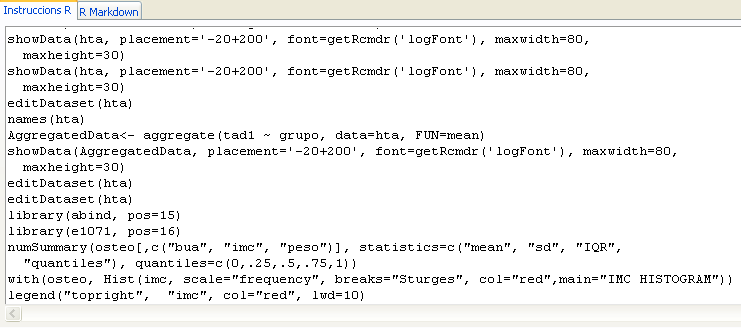 Instruccions R R Markdown
showData(hta, placement='-20+200', font=getRcmdr('logFont'), maxwidth=80,
maxheight=30)
showData(hta, placement='-20+200', font=getRcmdr('logFont'), maxwidth=80,
maxheight=30)
editDataset(hta)
names(hta)
AggregatedData<- aggregate(tad1 ~ grupo, data=hta, FUN=mean)
showData(AggregatedData, placement='-20+200', font=getRcmdr('logFont'), maxwidth=80,
maxheight=30)
editDataset(hta)
editDataset(hta)
library(abind, pos=15)
library(e1071, pos=16)
numSummary(osteo[,c("bua", "imc", "peso")], statistics=c("mean", "sd", "IQR",
"quantiles"), quantiles=c(0,.25,.5,.75,1))
with(osteo, Hist(imc, scale="frequency", breaks="Sturges", col="red",main="IMC HISTOGRAM"))
legend("topright",  "imc", col="red", lwd=10)